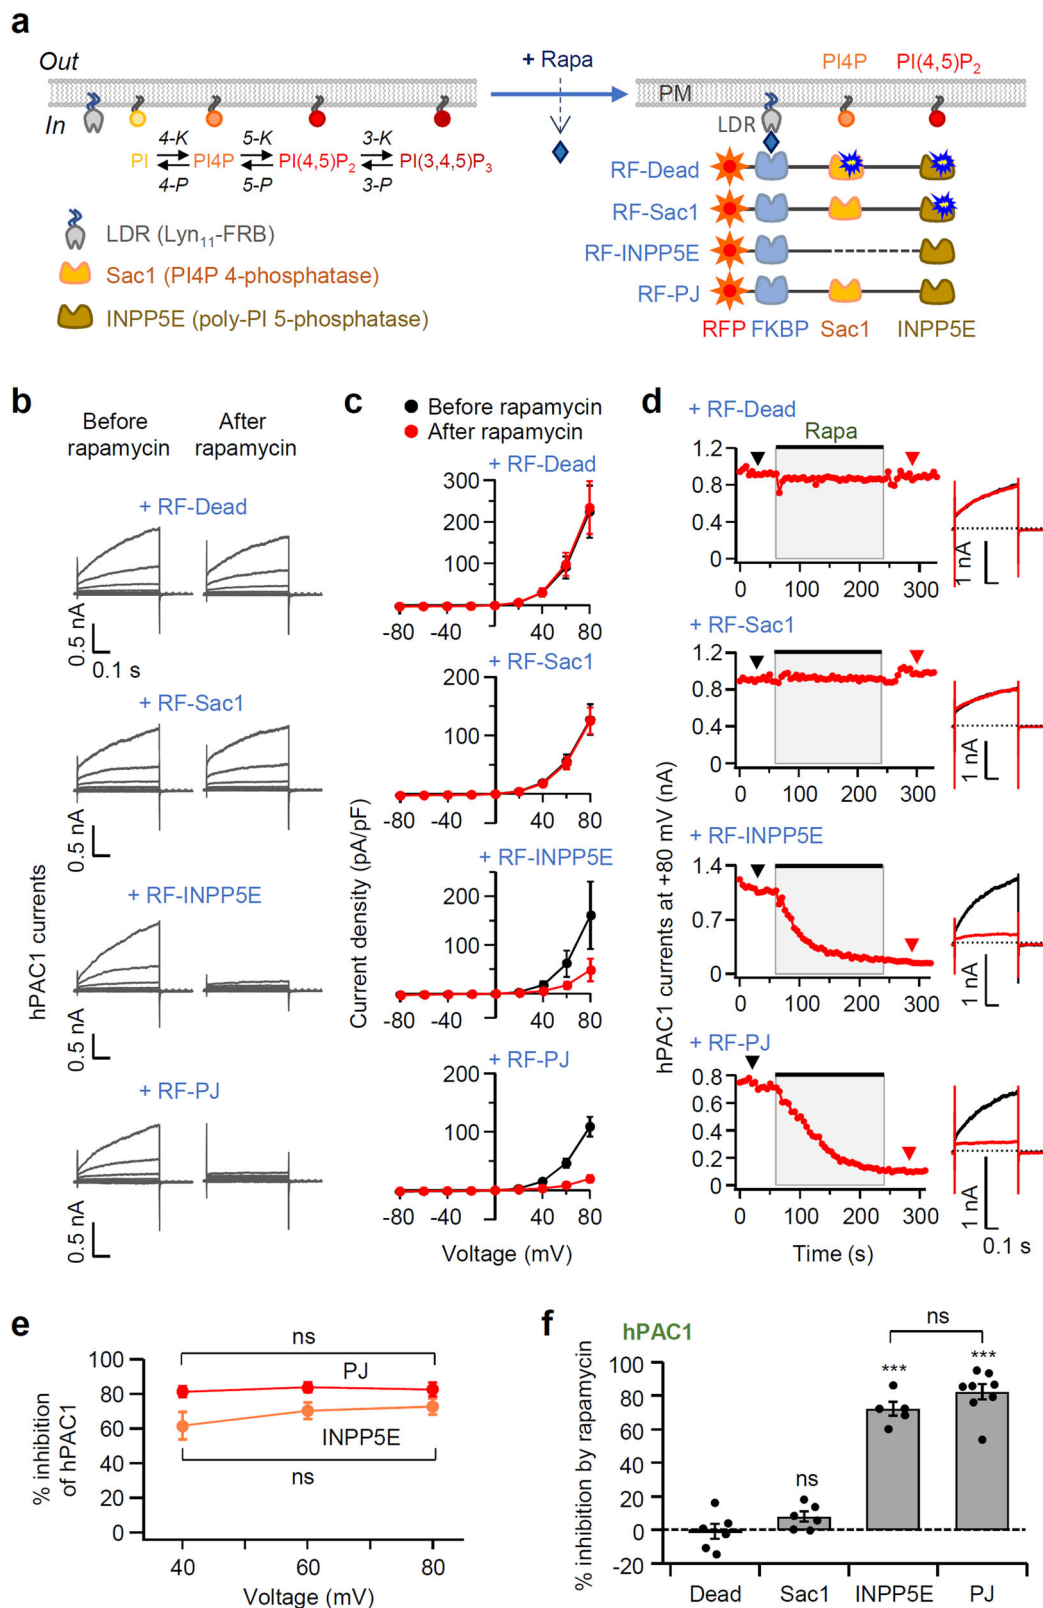 a
Out
In
+ Rapa
PI4P PI(4,5)P2
PM
LDR
4-K 5-K 3-K
PI PI4P PI(4,5)P2 PI(3,4,5)P3
4-P 5-P 3-P
LDR (Lyn11-FRB)
Sac1 (PI4P 4-phosphatase)
INPP5E (poly-PI 5-phosphatase)
RF-Dead
RF-Sac1
RF-INPP5E
RF-PJ
RFP FKBP Sac1 INPP5E
b
Before rapamycin
After rapamycin
+ RF-Dead
0.5 nA
0.1 s
+ RF-Sac1
0.5 nA
+ RF-INPP5E
0.5 nA
+ RF-PJ
0.5 nA
hPAC1 currents
c
Before rapamycin
After rapamycin
+ RF-Dead
300
200
100
-80 -40 40 80
+ RF-Sac1
200
100
-80 -40 40 80
+ RF-INPP5E
200
100
-80 -40 40 80
+ RF-PJ
200
100
-80 -40 40 80
Current density (pA/pF)
Voltage (mV)
d
+ RF-Dead
Rapa
1.2
0.8
0.4
0
0 100 200 300
1 nA
+ RF-Sac1
1.2
0.8
0.4
0
0 100 200 300
1 nA
+ RF-INPP5E
1.4
0.7
0
0 100 200 300
1 nA
+ RF-PJ
0.8
0.6
0.4
0.2
0
0 100 200 300
1 nA
0.1 s
hPAC1 currents at +80 mV (nA)
Time (s)
e
ns
100
80
60
40
20
0
PJ
INPP5E
ns
40 60 80
% inhibition
of hPAC1
Voltage (mV)
f
hPAC1
ns
100
80
60
40
20
0
-20
ns
***
***
% inhibition by rapamycin
Dead Sac1 INPP5E PJ